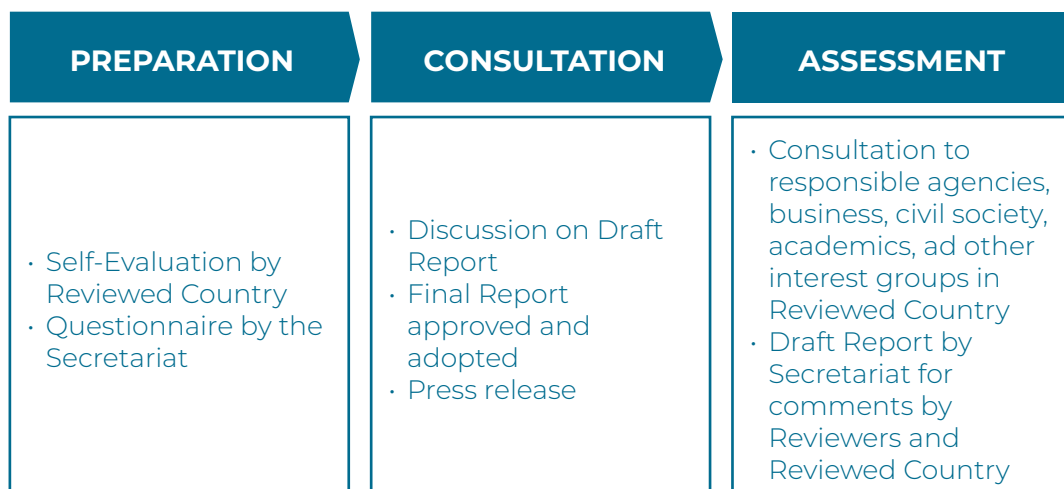 PREPARATION
· Self-Evaluation by
Reviewed Country
· Questionnaire by the
Secretariat
CONSULTATION
· Discussion on Draft
Report
· Final Report
approved and
adopted
· Press release
ASSESSMENT
· Consultation to
responsible agencies,
business, civil society,
academics, ad other
interest groups in
Reviewed Country
· Draft Report by
Secretariat for
comments by
Reviewers and
Reviewed Country